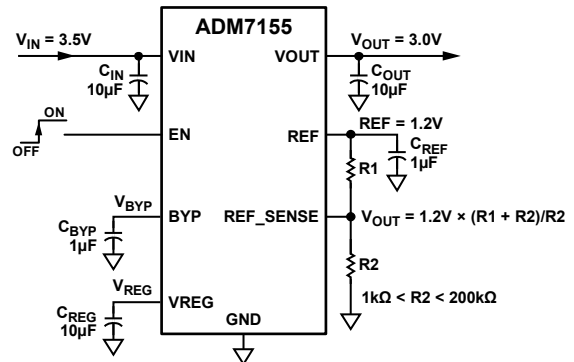 ADM7155
V_IN = 3.5V
VIN
C_IN
10µF
VOUT
V_OUT = 3.0V
C_OUT
10µF
ON
OFF
EN
REF
REF = 1.2V
C_REF
1µF
R1
V_BYP
BYP
C_BYP
1µF
REF_SENSE
V_OUT = 1.2V × (R1 + R2)/R2
R2
1kΩ < R2 < 200kΩ
V_REG
VREG
C_REG
10µF
GND